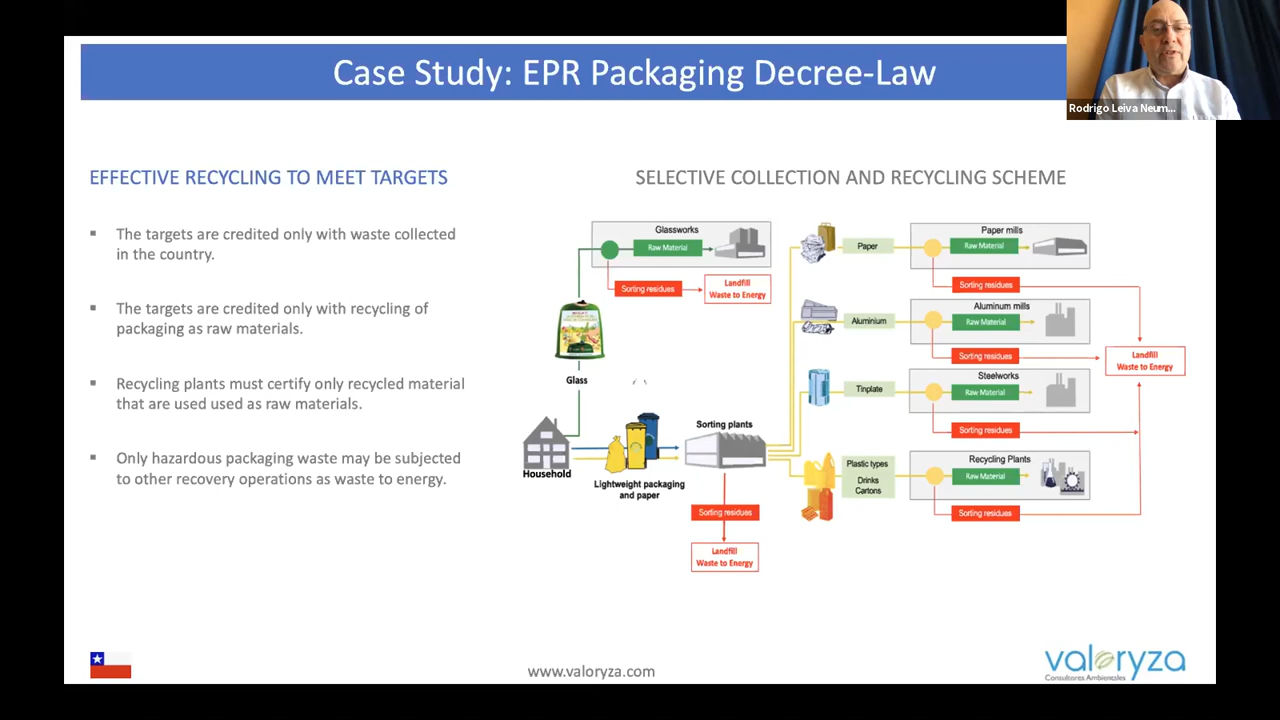 Case Study: EPR Packaging Decree-Law
Rodrigo Leiva Neum...
EFFECTIVE RECYCLING TO MEET TARGETS
The targets are credited only with waste collected
in the country.
The targets are credited only with recycling of
packaging as raw materials.
Recycling plants must certify only recycled material
that are used used as raw materials.
Only hazardous packaging waste may be subjected
to other recovery operations as waste to energy.
SELECTIVE COLLECTION AND RECYCLING SCHEME
Glassworks
Raw Material
Sorting residues
Landfill
Waste to Energy
Glass
Household
Lightweight packaging
and paper
Sorting plants
Sorting residues
Landfill
Waste to Energy
Paper
Paper mills
Raw Material
Sorting residues
Aluminium
Aluminum mills
Raw Material
Sorting residues
Landfill
Waste to Energy
Tinplate
Steelworks
Raw Material
Sorting residues
Plastic types
Drinks
Cartons
Recycling Plants
Raw Material
Sorting residues
www.valoryza.com
valoryza
Consultores Ambientales